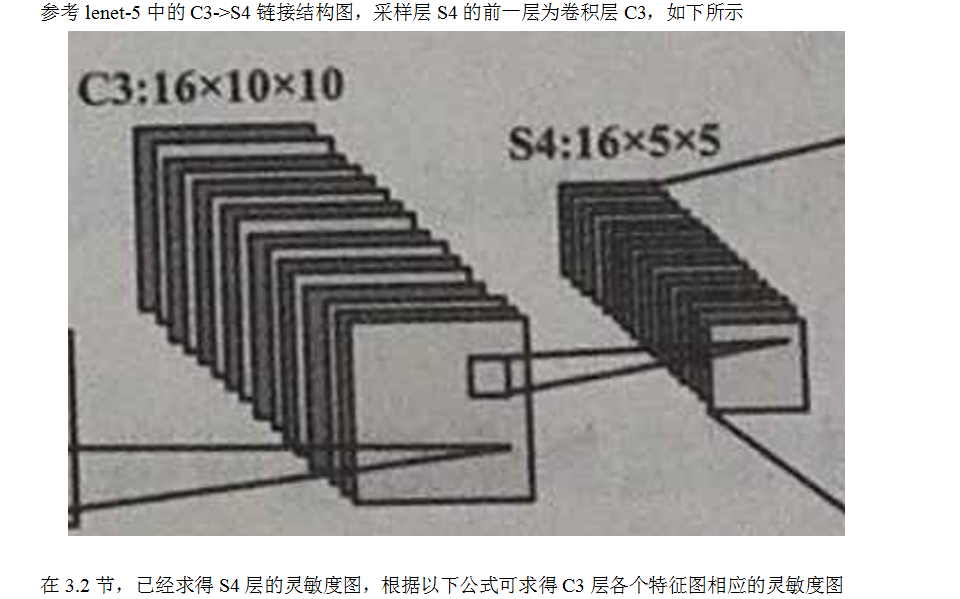 参考 lenet-5 中的 C3->S4 链接结构图，采样层 S4 的前一层为卷积层 C3，如下所示
C3:16×10×10
S4:16×5×5
在 3.2 节，已经求得 S4 层的灵敏度图，根据以下公式可求得 C3 层各个特征图相应的灵敏度图